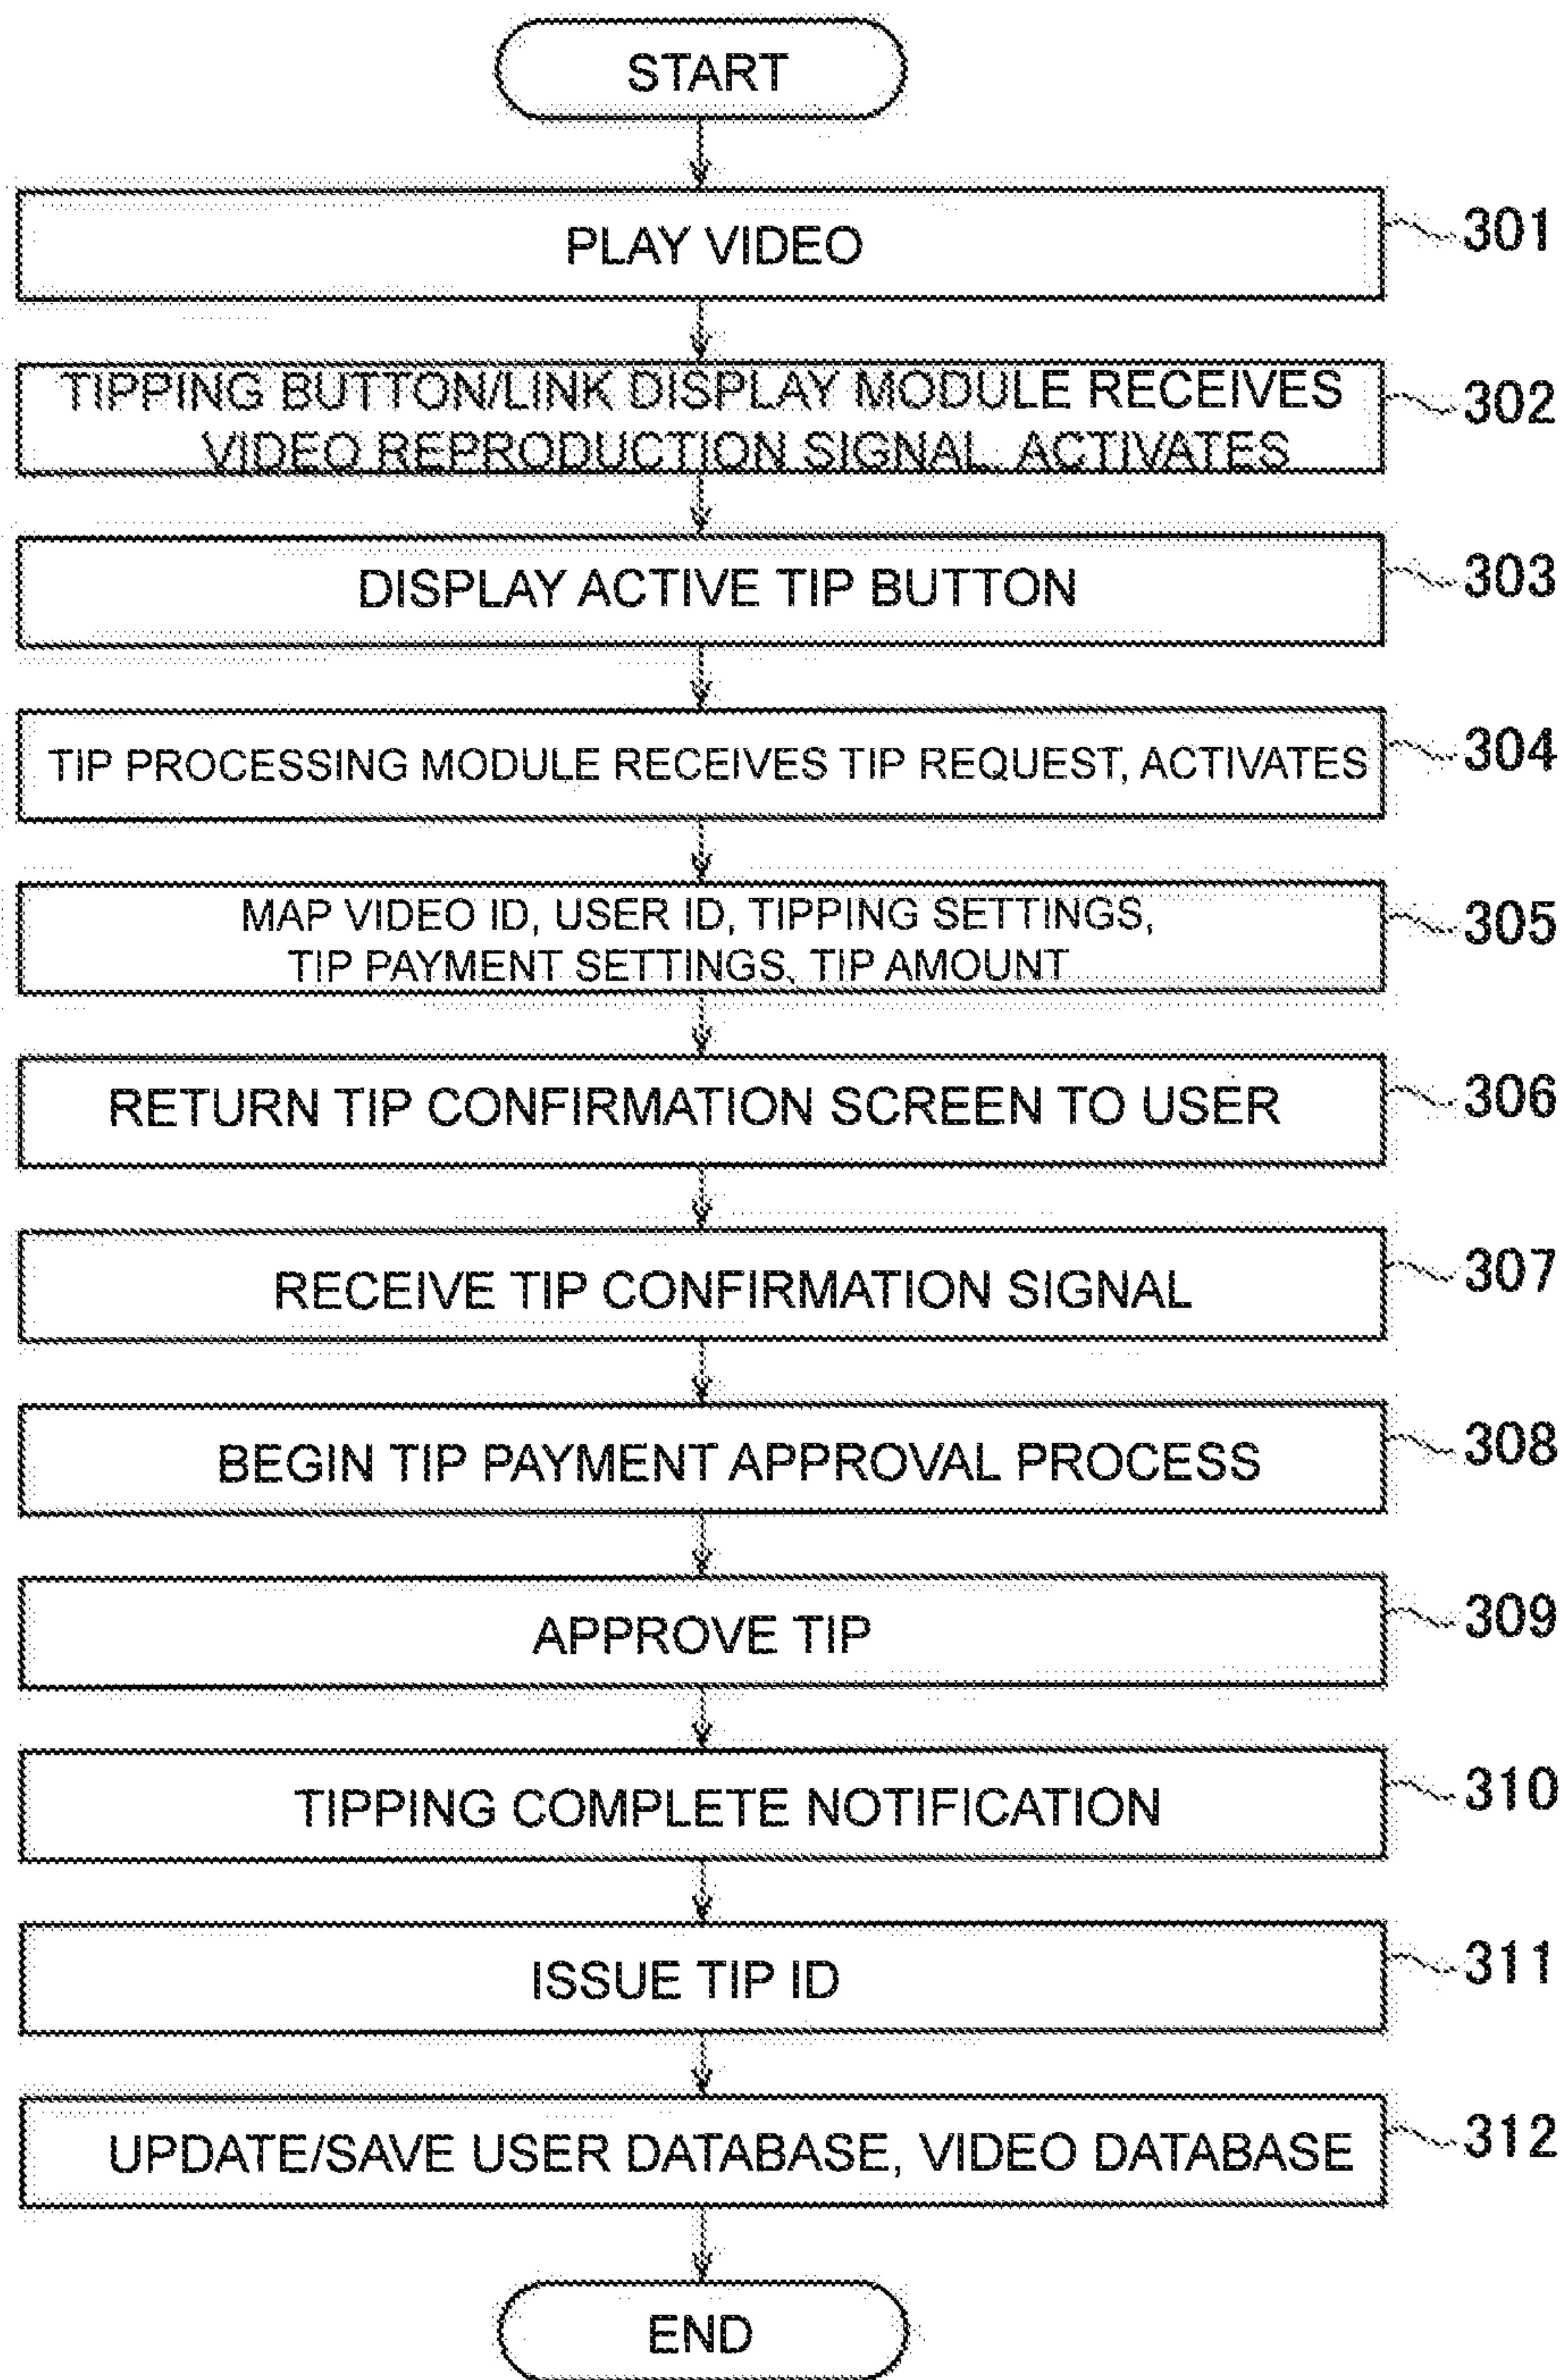 START
PLAY VIDEO
301
TIPPING BUTTON/LINK DISPLAY MODULE RECEIVES
VIDEO REPRODUCTION SIGNAL, ACTIVATES
302
DISPLAY ACTIVE TIP BUTTON
303
TIP PROCESSING MODULE RECEIVES TIP REQUEST, ACTIVATES
304
MAP VIDEO ID, USER ID, TIPPING SETTINGS,
TIP PAYMENT SETTINGS, TIP AMOUNT
305
RETURN TIP CONFIRMATION SCREEN TO USER
306
RECEIVE TIP CONFIRMATION SIGNAL
307
BEGIN TIP PAYMENT APPROVAL PROCESS
308
APPROVE TIP
309
TIPPING COMPLETE NOTIFICATION
310
ISSUE TIP ID
311
UPDATE/SAVE USER DATABASE, VIDEO DATABASE
312
END